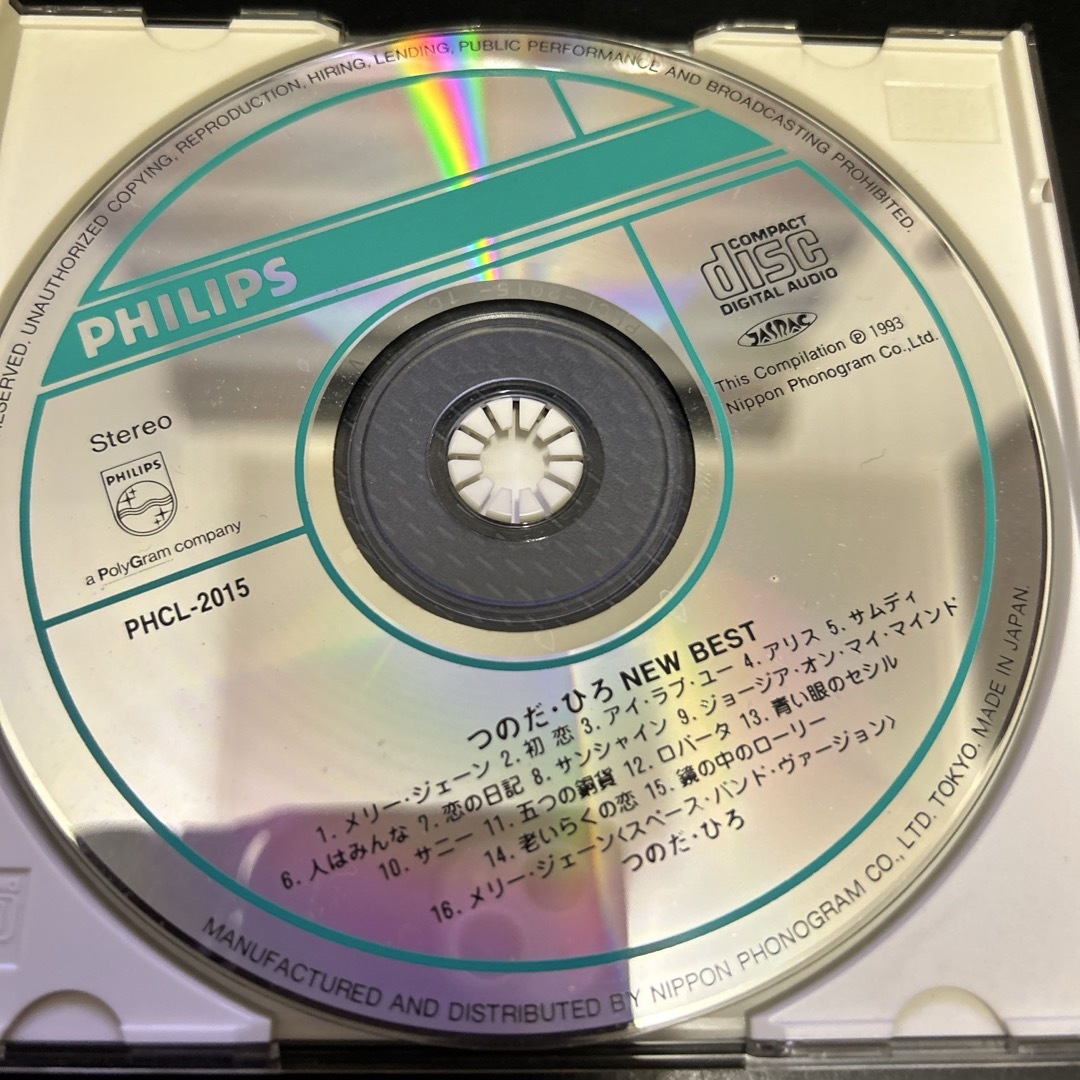 RESERVED. UNAUTHORIZED COPYING, REPRODUCTION, HIRING, LENDING, PUBLIC PERFORMANCE AND BROADCASTING PROHIBITED.
PHILIPS
COMPACT
disc
DIGITAL AUDIO
JASRAC
This Compilation ℗ 1993
Nippon Phonogram Co.,Ltd.
Stereo
PHILIPS
a PolyGram company
PHCL-2015
つのだ・ひろ NEW BEST
1. メリー・ジェーン 2. 初 恋 3. アイ・ラブ・ユー 4. アリス 5. サムディ
6. 人はみんな 7. 恋の日記 8. サンシャイン 9. ジョージア・オン・マイ・マインド
10. サニー 11. 五つの銅貨 12. ロバータ 13. 青い眼のセシル
14. 老いらくの恋 15. 鏡の中のローリー
16. メリー・ジェーン〈スペース・バンド・ヴァージョン〉
つのだ・ひろ
MANUFACTURED AND DISTRIBUTED BY NIPPON PHONOGRAM CO., LTD. TOKYO. MADE IN JAPAN.